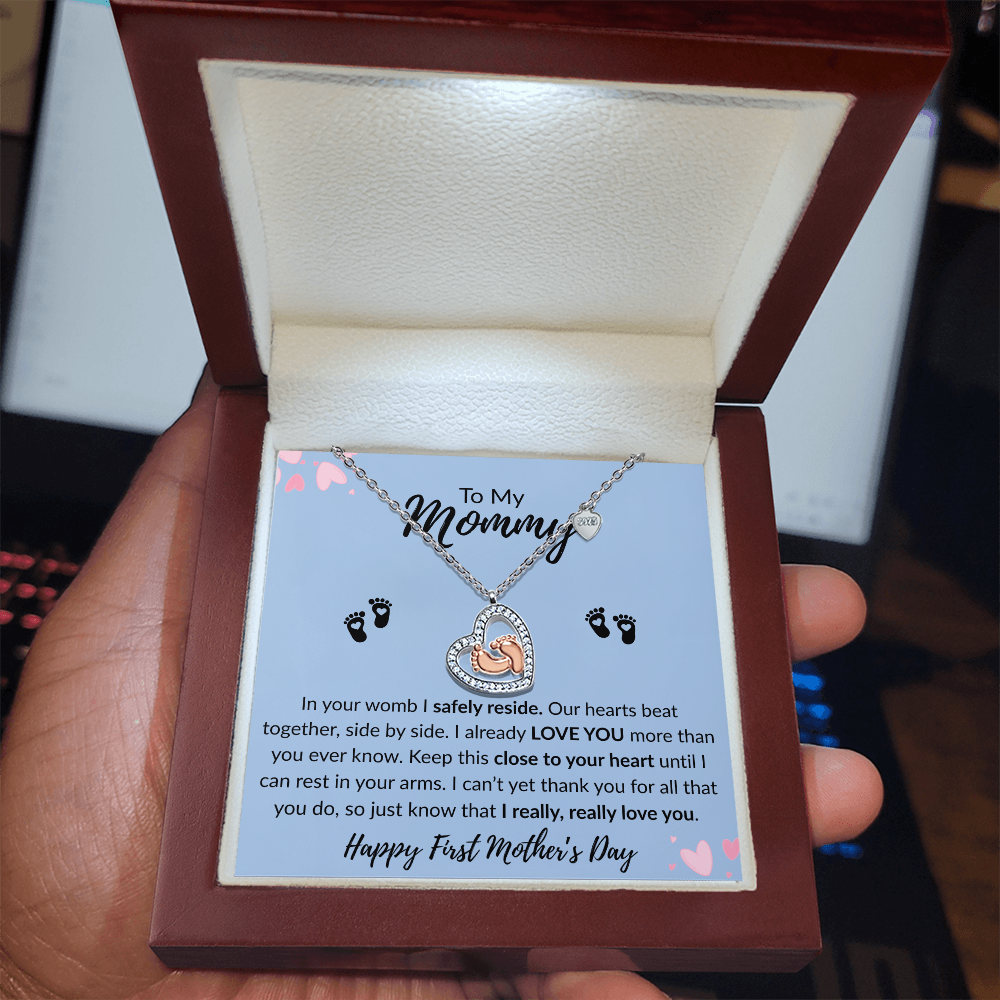 To My
Mommy
In your womb I safely reside. Our hearts beat
together, side by side. I already LOVE YOU more than
you ever know. Keep this close to your heart until I
can rest in your arms. I can't yet thank you for all that
you do, so just know that I really, really love you.
Happy First Mother's Day